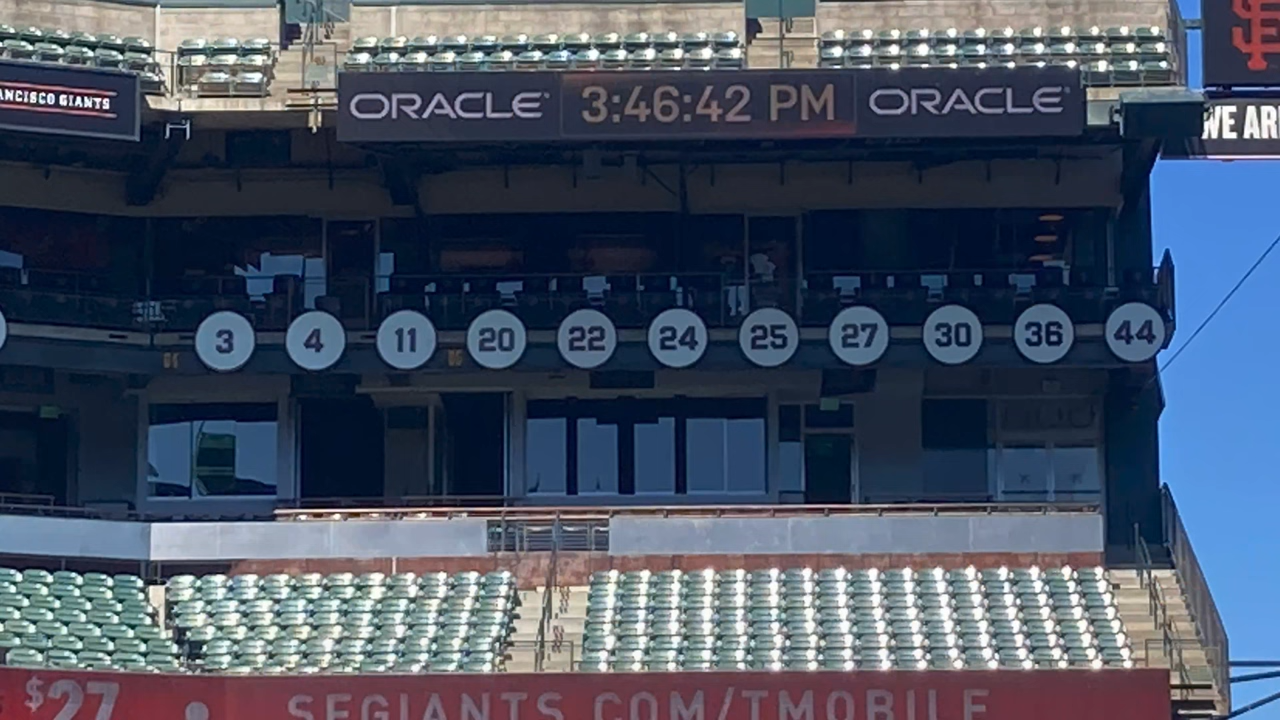 SF
ANCISCO GIANTS
ORACLE 3:46:42 PM ORACLE
WE AR
3 4 11 20 22 24 25 27 30 36 44
$27
SFGIANTS.COM/TMOBILE